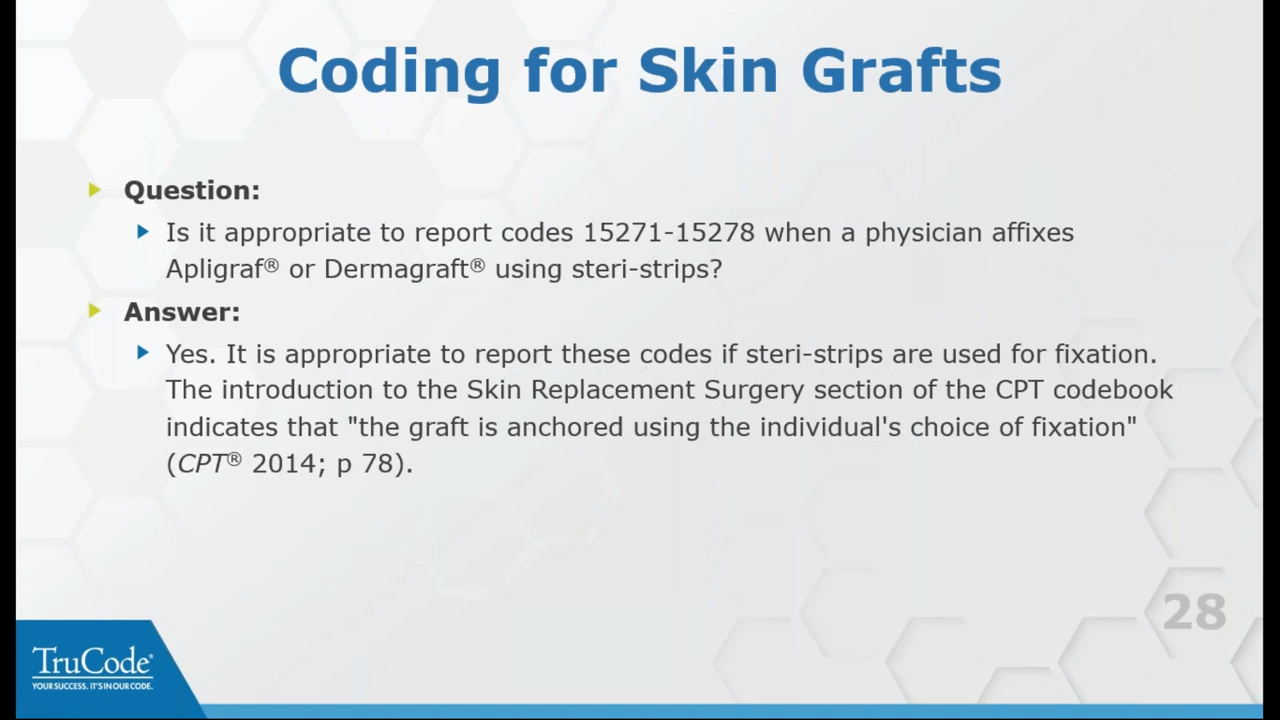 Coding for Skin Grafts
Question:
Is it appropriate to report codes 15271-15278 when a physician affixes
Apligraf® or Dermagraft® using steri-strips?
Answer:
Yes. It is appropriate to report these codes if steri-strips are used for fixation.
The introduction to the Skin Replacement Surgery section of the CPT codebook
indicates that "the graft is anchored using the individual's choice of fixation"
(CPT® 2014; p 78).
28
TruCode®
YOUR SUCCESS. IT'S IN OUR CODE.